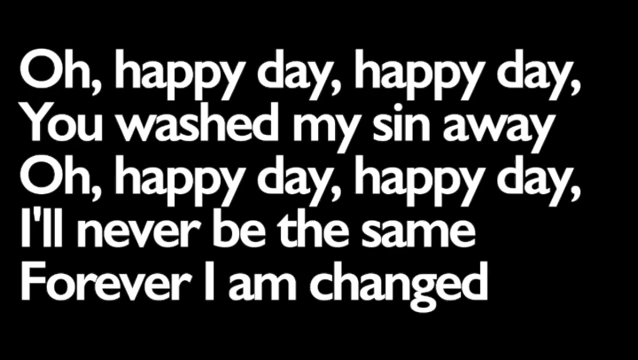 Oh, happy day, happy day,
You washed my sin away
Oh, happy day, happy day,
I'll never be the same
Forever I am changed